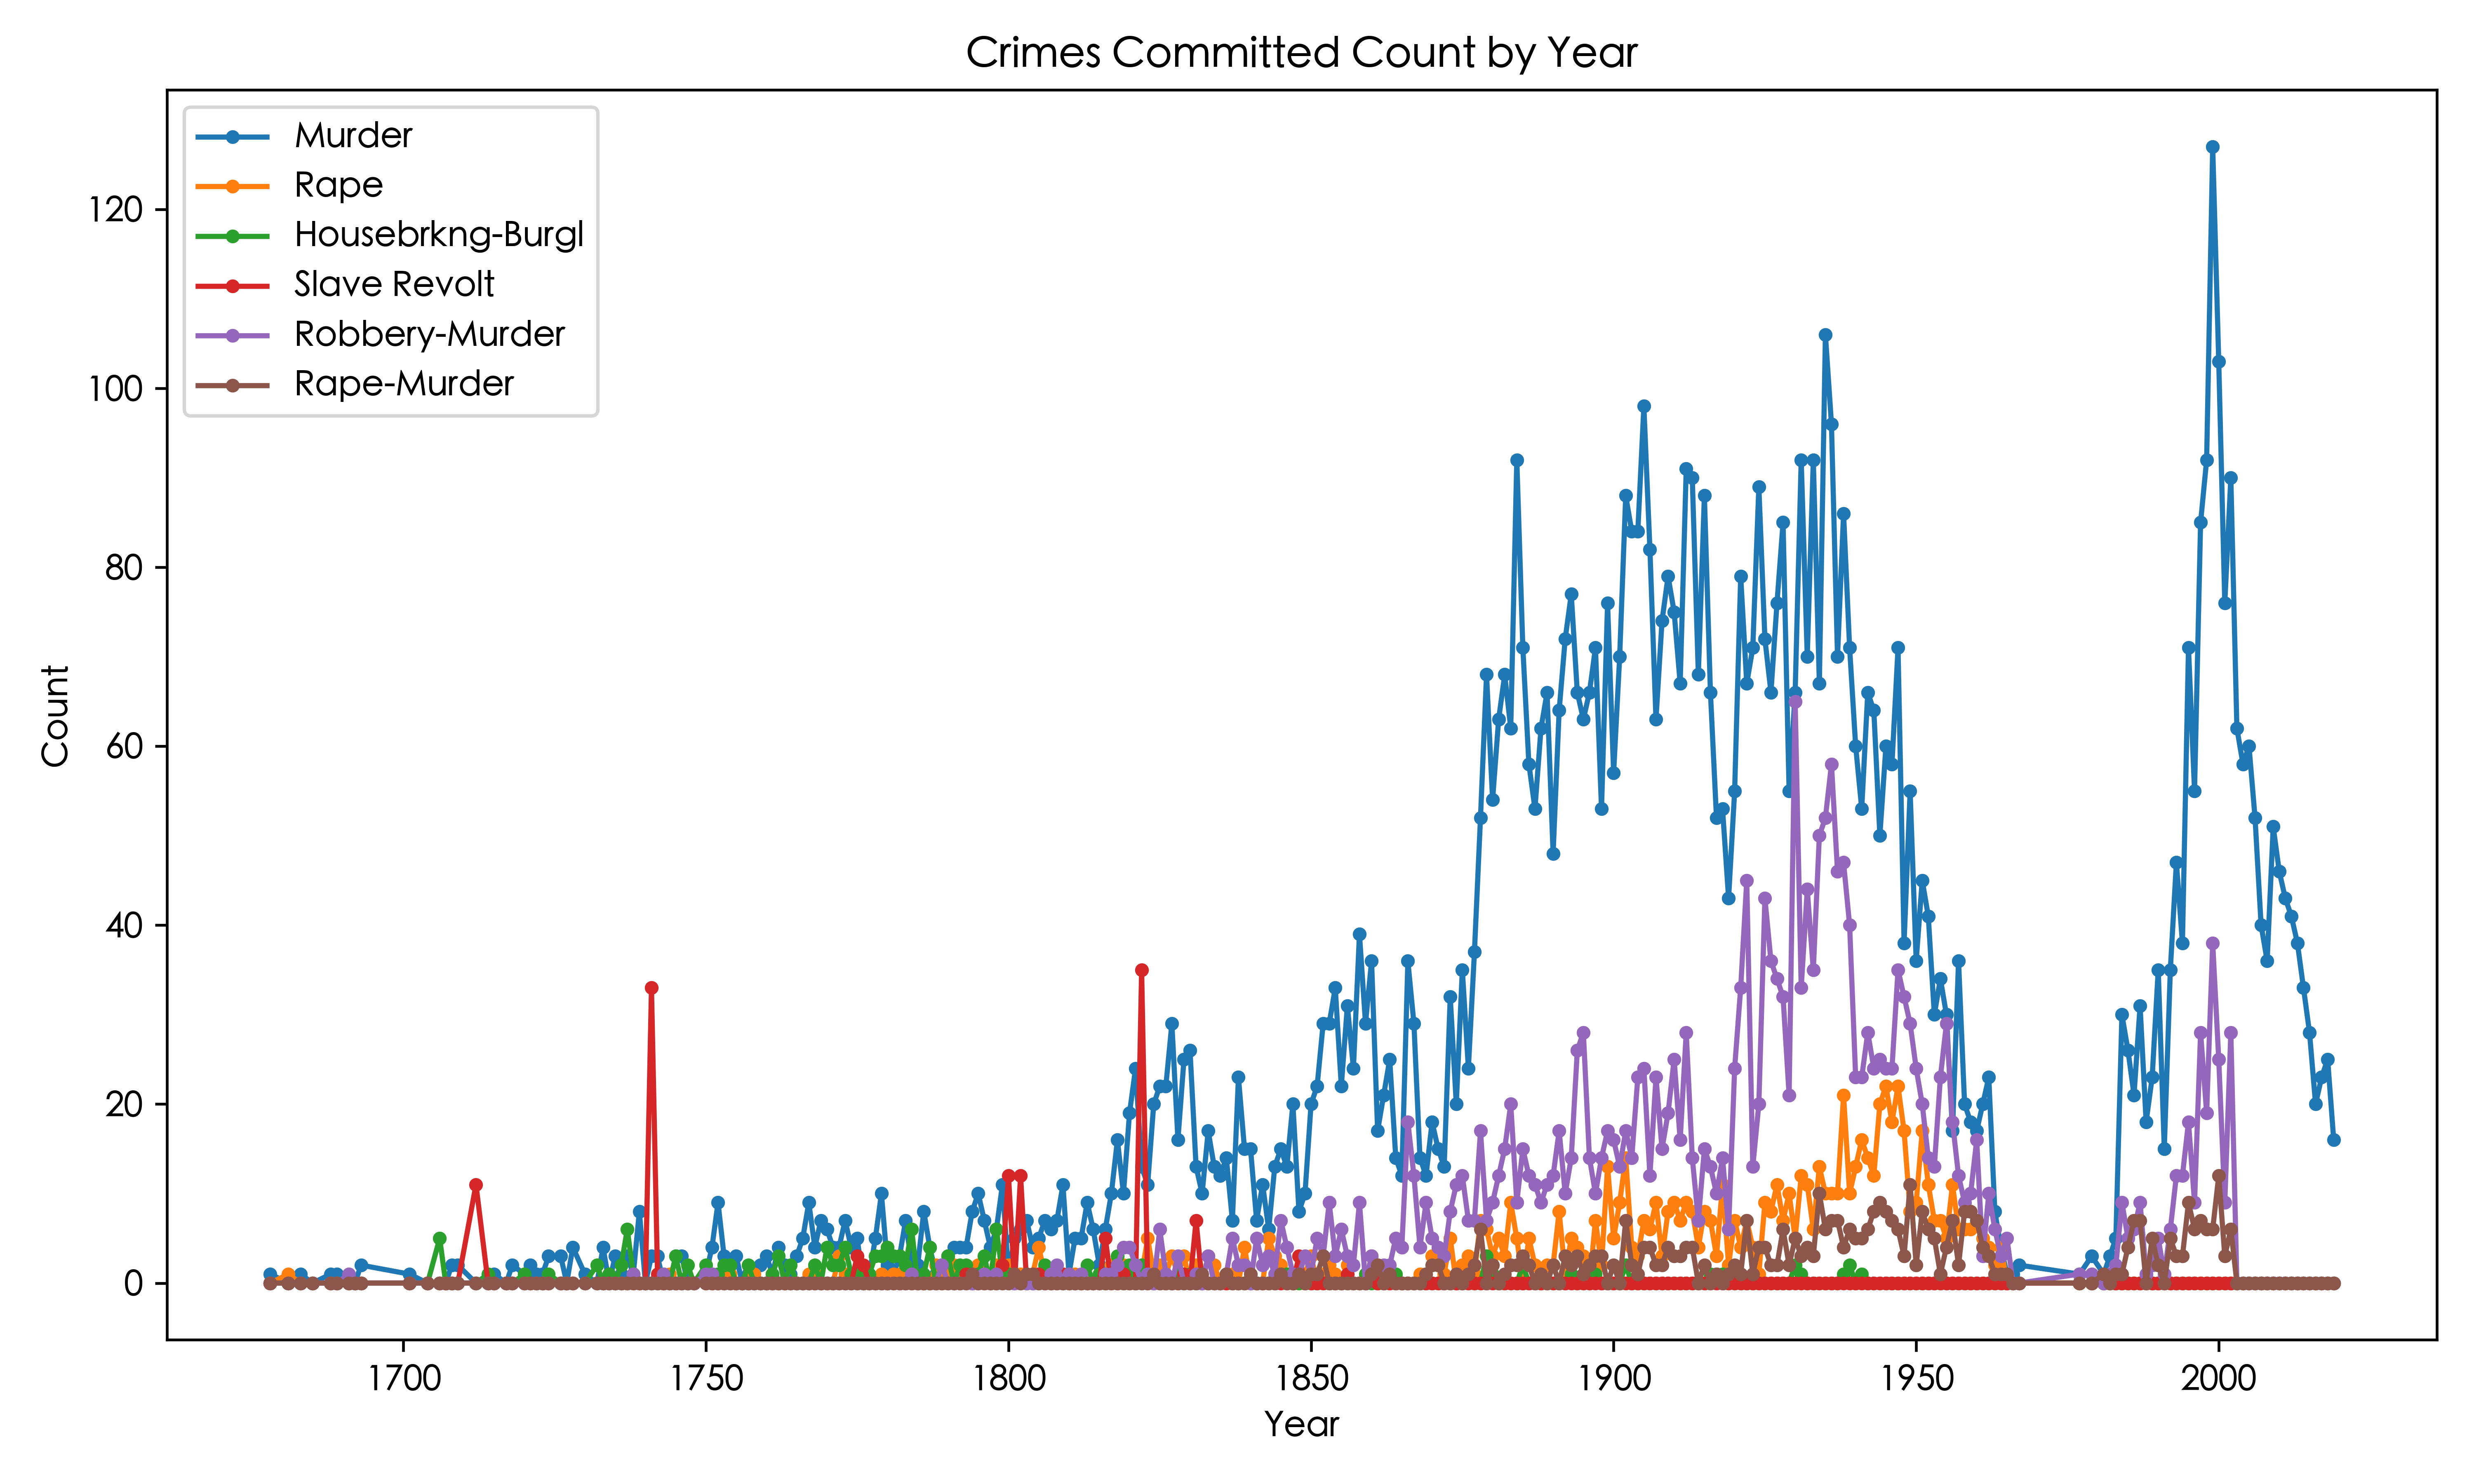 Crimes Committed Count by Year
Murder
Rape
Housebrkng-Burgl
Slave Revolt
Robbery-Murder
Rape-Murder
120
100
80
60
40
20
0
Count
1700 1750 1800 1850 1900 1950 2000
Year